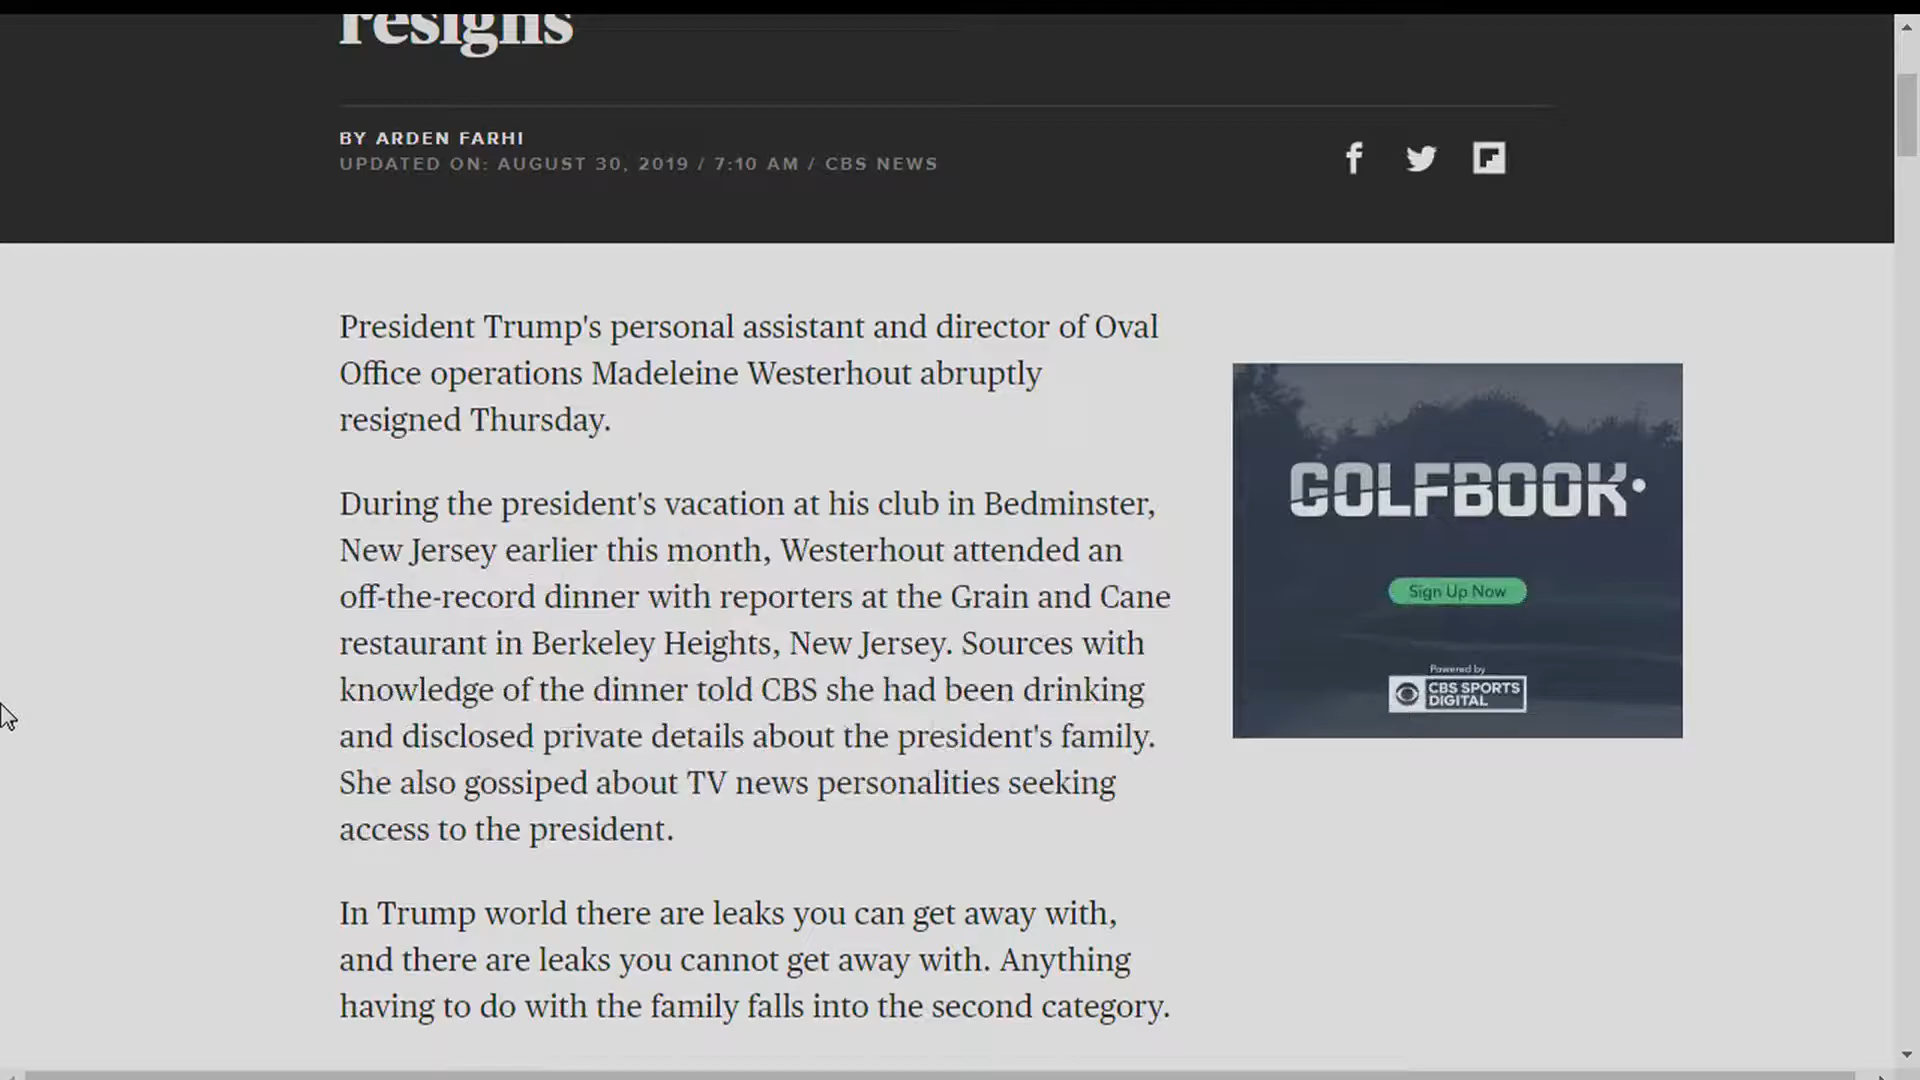 resigns
BY ARDEN FARHI
UPDATED ON: AUGUST 30, 2019 / 7:10 AM / CBS NEWS
President Trump's personal assistant and director of Oval
Office operations Madeleine Westerhout abruptly
resigned Thursday.
During the president's vacation at his club in Bedminster,
New Jersey earlier this month, Westerhout attended an
off-the-record dinner with reporters at the Grain and Cane
restaurant in Berkeley Heights, New Jersey. Sources with
knowledge of the dinner told CBS she had been drinking
and disclosed private details about the president's family.
She also gossiped about TV news personalities seeking
access to the president.
In Trump world there are leaks you can get away with,
and there are leaks you cannot get away with. Anything
having to do with the family falls into the second category.
GOLFBOOK
Sign Up Now
Powered by
CBS SPORTS
DIGITAL